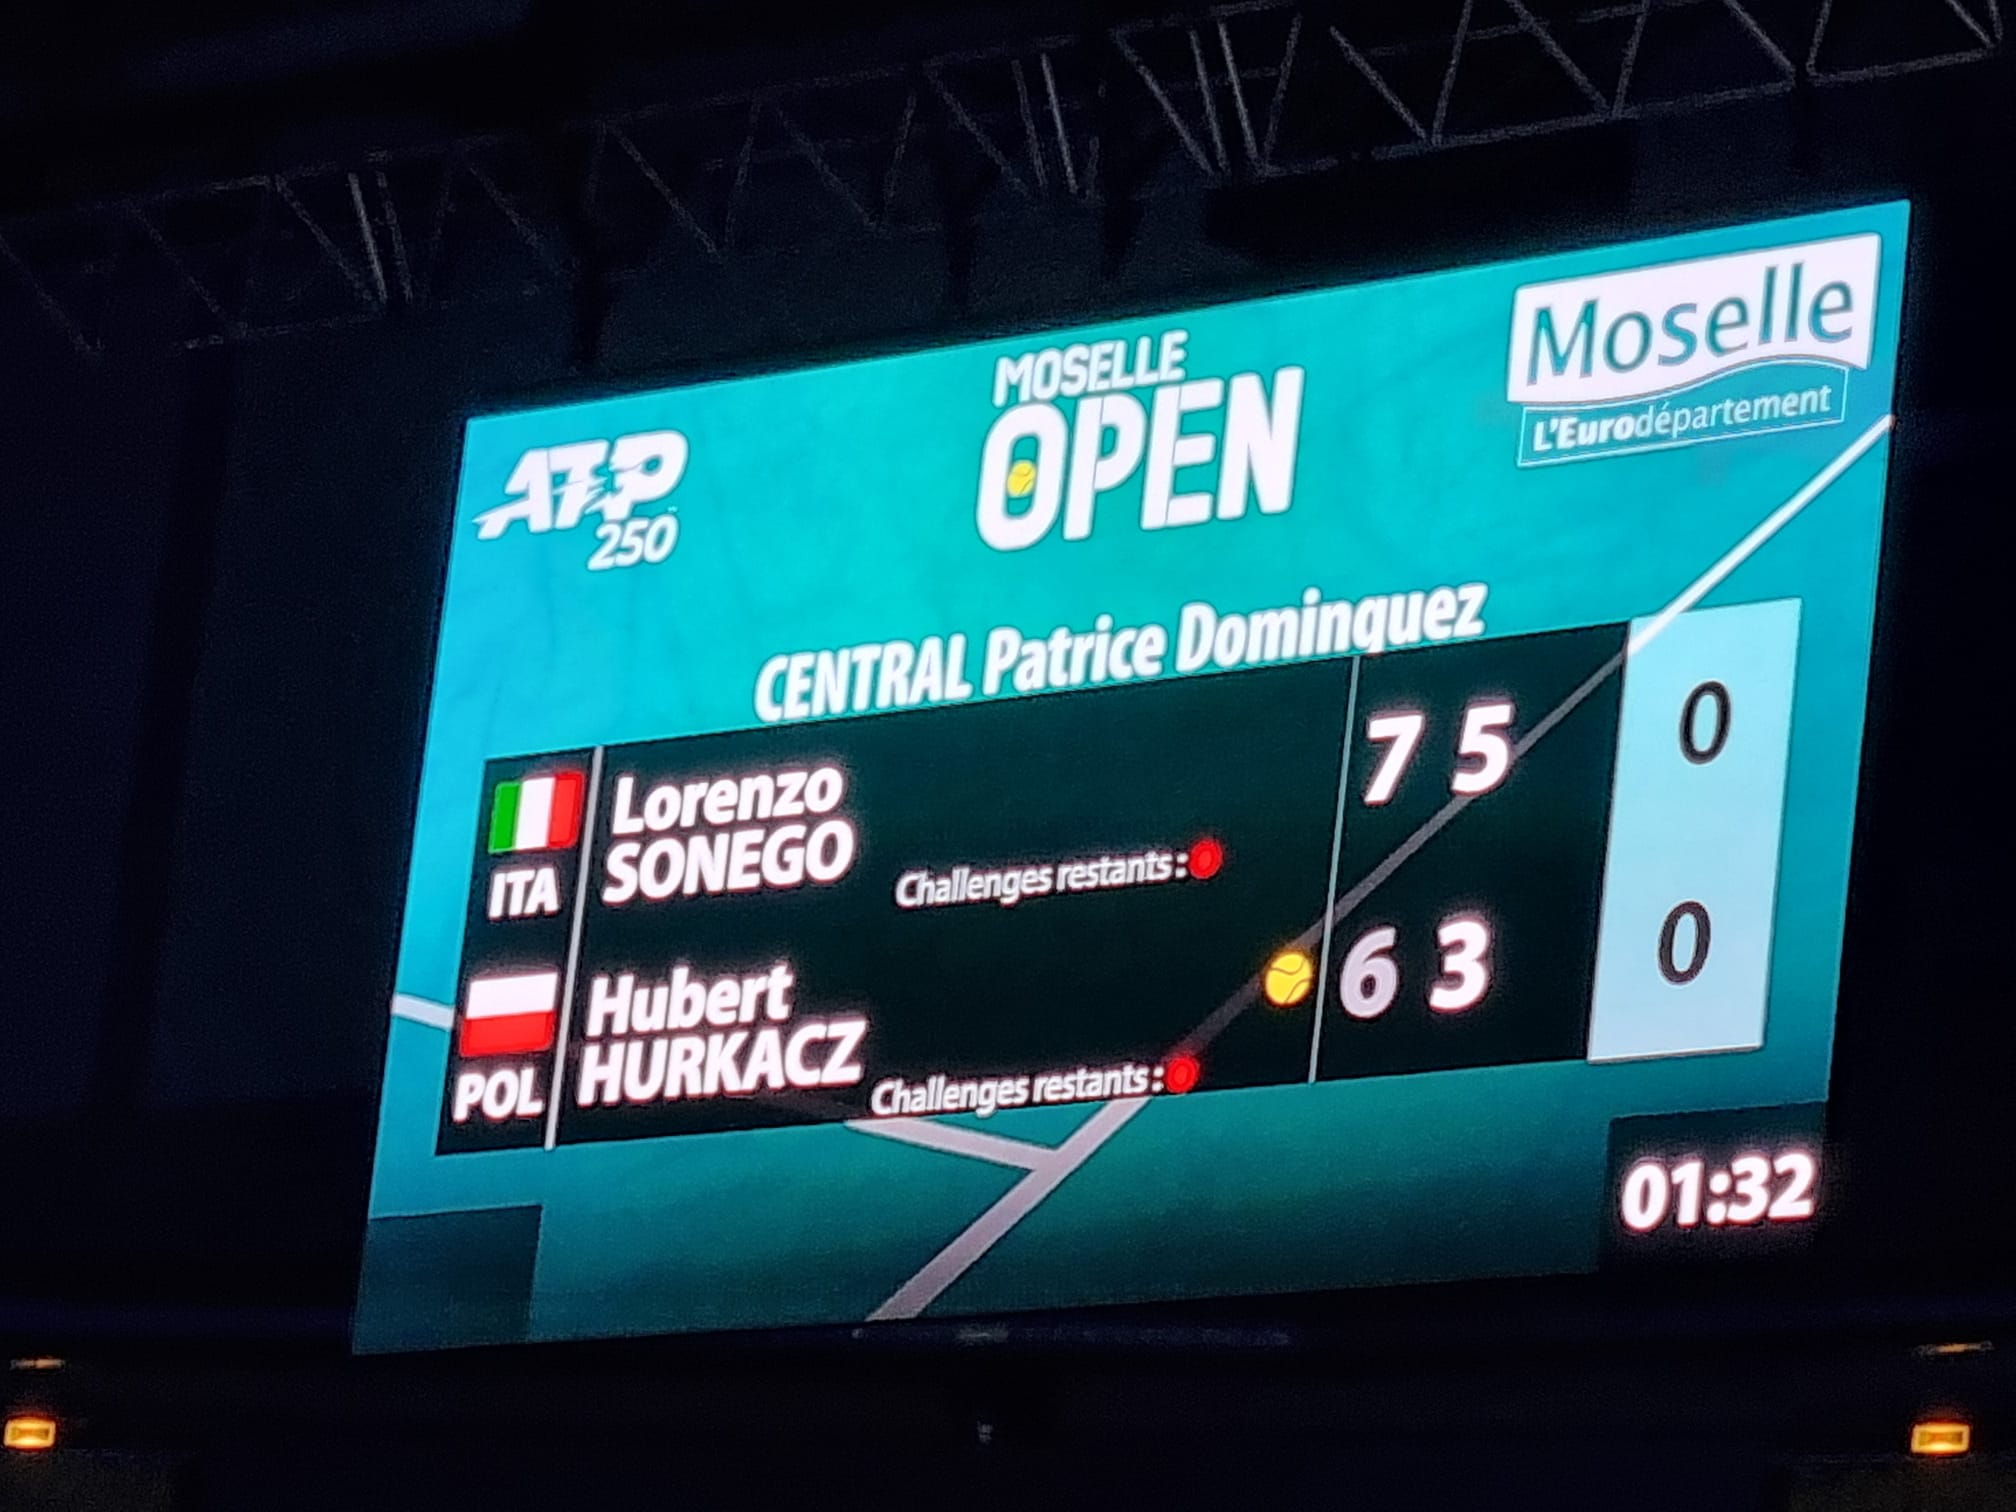 MOSELLE
OPEN
ATP
250
Moselle
L'Eurodépartement
CENTRAL Patrice Dominquez
ITA
Lorenzo
SONEGO
Challenges restants:
7 5
0
POL
Hubert
HURKACZ
Challenges restants:
6 3
0
01:32